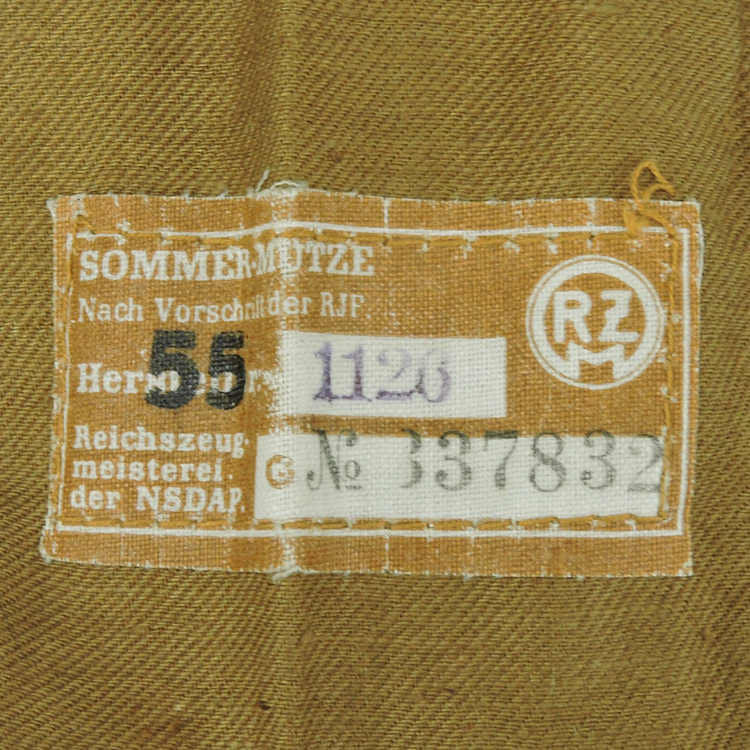 SOMMER-MÜTZE
Nach Vorschrift der RJF.
55 1126
Reichszeug-
meisterei
der NSDAP.
G № 337832
RZM